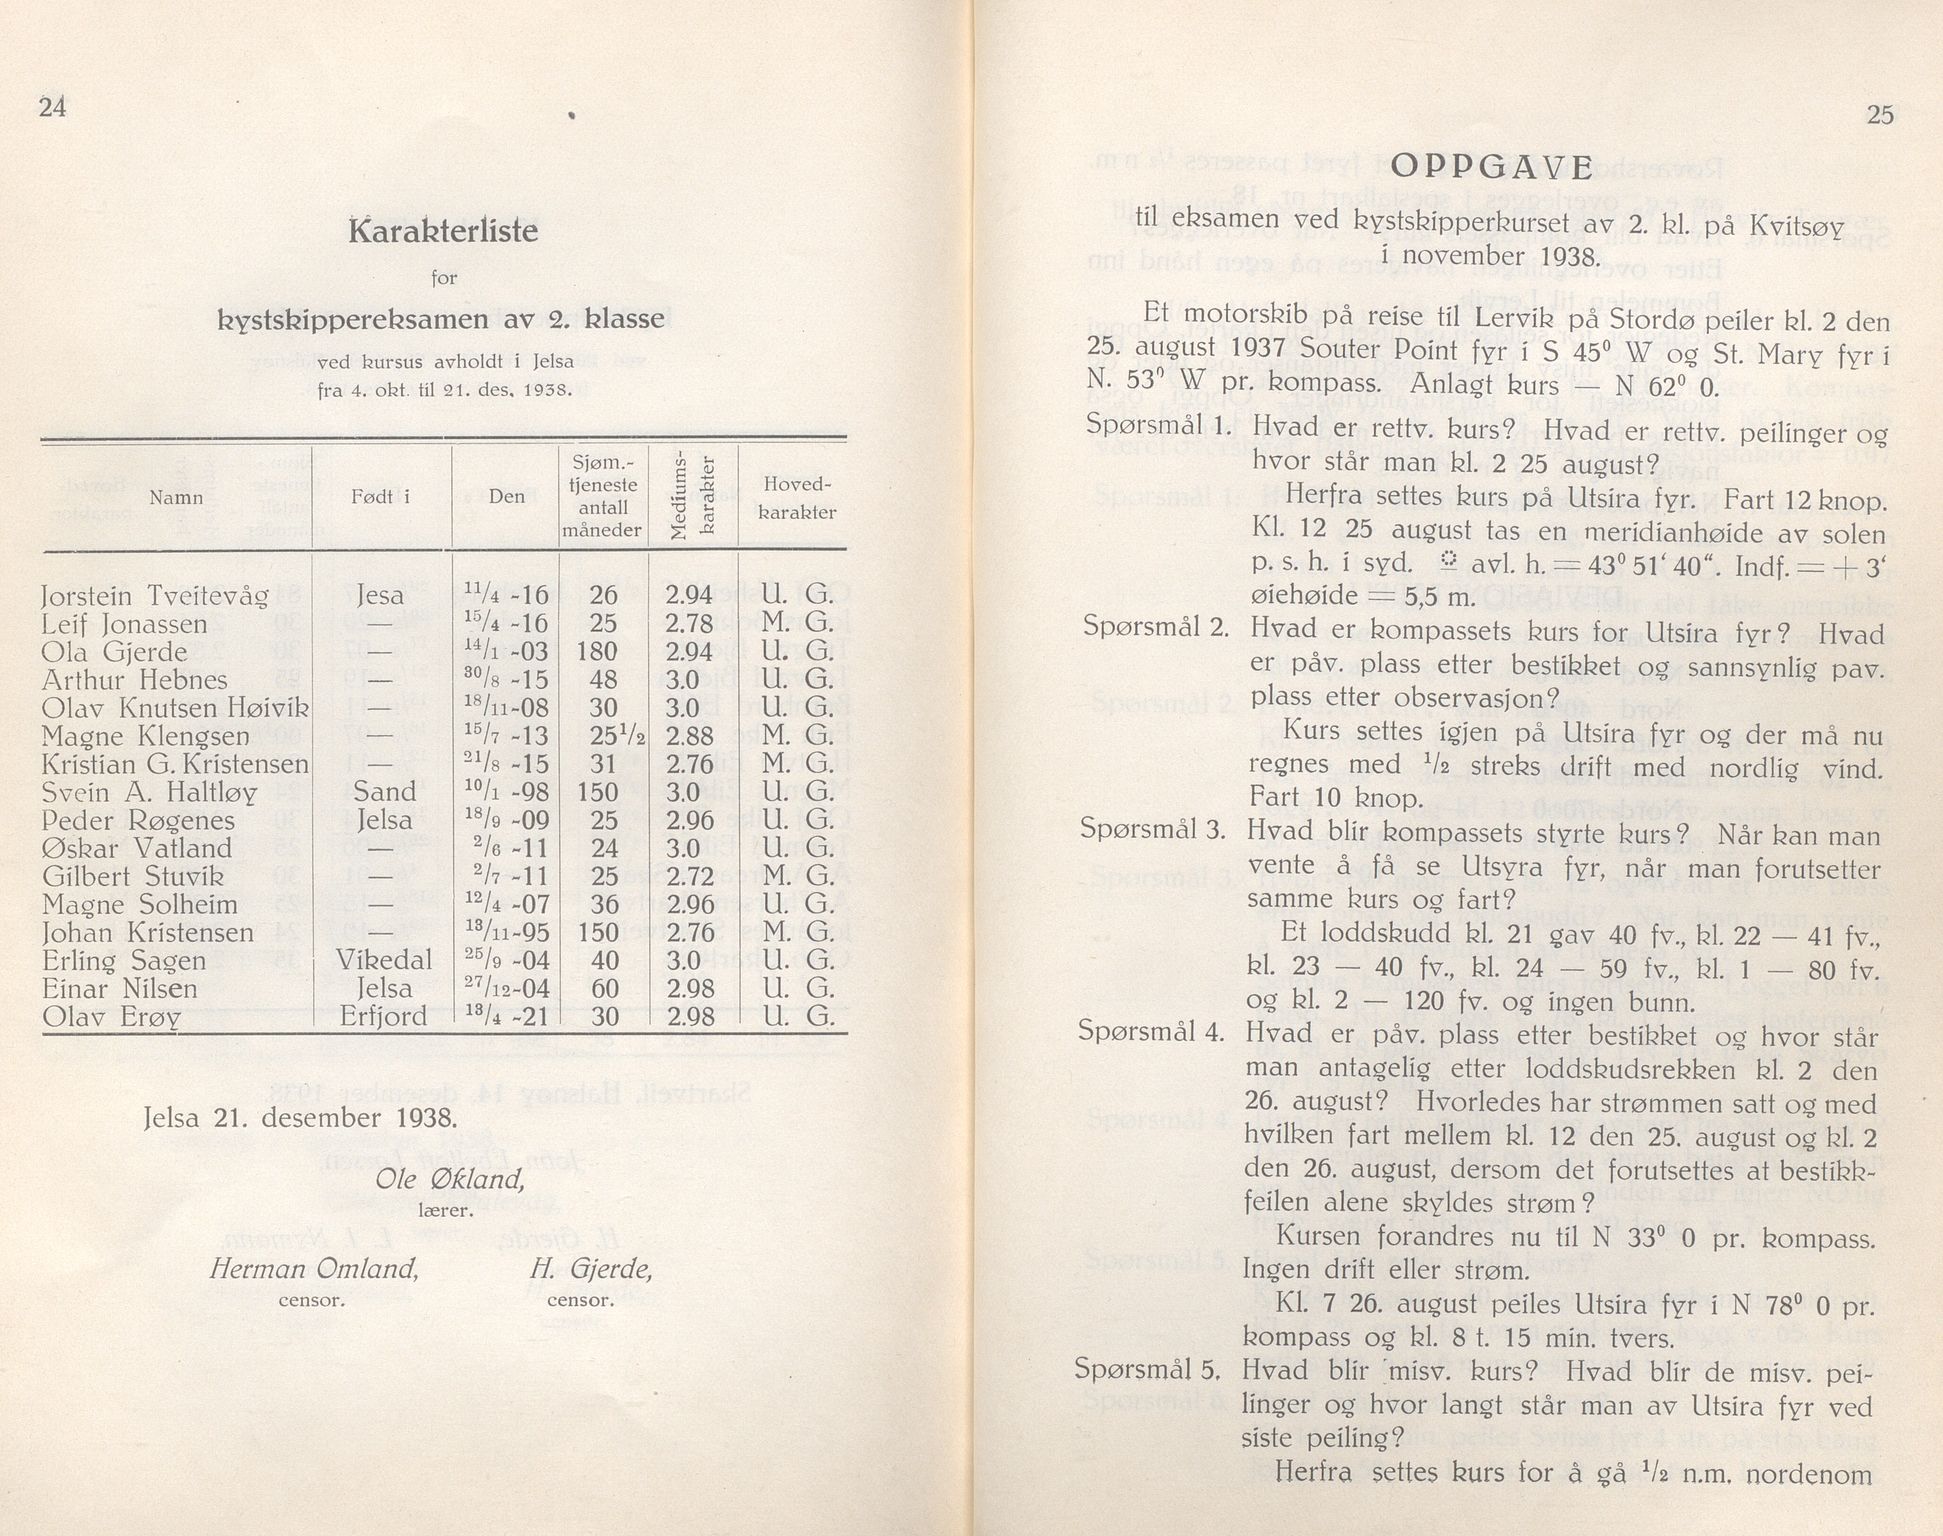 24
Karakterliste
for
kystskippereksamen av 2. klasse
ved kursus avholdt i Jelsa
fra 4. okt. til 21. des. 1938.
Namn | Født i | Den | Sjøm.-tjeneste antall måneder | Mediums-karakter | Hoved-karakter
Jorstein Tveitevåg Jesa 11/4 -16 26 2.94 U. G.
Leif Jonassen — 15/4 -16 25 2.78 M. G.
Ola Gjerde — 14/1 -03 180 2.94 U. G.
Arthur Hebnes — 30/8 -15 48 3.0 U. G.
Olav Knutsen Høivik — 18/11-08 30 3.0 U. G.
Magne Klengsen — 15/7 -13 25 1/2 2.88 M. G.
Kristian G. Kristensen — 21/8 -15 31 2.76 M. G.
Svein A. Haltløy Sand 10/1 -98 150 3.0 U. G.
Peder Røgenes Jelsa 18/9 -09 25 2.96 U. G.
Øskar Vatland — 2/6 -11 24 3.0 U. G.
Gilbert Stuvik — 2/7 -11 25 2.72 M. G.
Magne Solheim — 12/4 -07 36 2.96 U. G.
Johan Kristensen — 13/11-95 150 2.76 M. G.
Erling Sagen Vikedal 25/9 -04 40 3.0 U. G.
Einar Nilsen Jelsa 27/12-04 60 2.98 U. G.
Olav Erøy Erfjord 13/4 -21 30 2.98 U. G.
Jelsa 21. desember 1938.
Ole Økland,
lærer.
Herman Omland, H. Gjerde,
censor. censor.
25
OPPGAVE
til eksamen ved kystskipperkurset av 2. kl. på Kvitsøy
i november 1938.
Et motorskib på reise til Lervik på Stordø peiler kl. 2 den
25. august 1937 Souter Point fyr i S 45⁰ W og St. Mary fyr i
N. 53⁰ W pr. kompass. Anlagt kurs — N 62⁰ O.
Spørsmål 1. Hvad er rettv. kurs? Hvad er rettv. peilinger og
hvor står man kl. 2 25 august?
Herfra settes kurs på Utsira fyr. Fart 12 knop.
Kl. 12 25 august tas en meridianhøide av solen
p. s. h. i syd. ☉ avl. h. = 43⁰ 51‘ 40“. Indf. = + 3‘
øiehøide = 5,5 m.
Spørsmål 2. Hvad er kompassets kurs for Utsira fyr? Hvad
er påv. plass etter bestikket og sannsynlig pav.
plass etter observasjon?
Kurs settes igjen på Utsira fyr og der må nu
regnes med 1/2 streks drift med nordlig vind.
Fart 10 knop.
Spørsmål 3. Hvad blir kompassets styrte kurs? Når kan man
vente å få se Utsyra fyr, når man forutsetter
samme kurs og fart?
Et loddskudd kl. 21 gav 40 fv., kl. 22 — 41 fv.,
kl. 23 — 40 fv., kl. 24 — 59 fv., kl. 1 — 80 fv.
og kl. 2 — 120 fv. og ingen bunn.
Spørsmål 4. Hvad er påv. plass etter bestikket og hvor står
man antagelig etter loddskudsrekken kl. 2 den
26. august? Hvorledes har strømmen satt og med
hvilken fart mellem kl. 12 den 25. august og kl. 2
den 26. august, dersom det forutsettes at bestikk-
feilen alene skyldes strøm?
Kursen forandres nu til N 33⁰ O pr. kompass.
Ingen drift eller strøm.
Kl. 7 26. august peiles Utsira fyr i N 78⁰ O pr.
kompass og kl. 8 t. 15 min. tvers.
Spørsmål 5. Hvad blir misv. kurs? Hvad blir de misv. pei-
linger og hvor langt står man av Utsira fyr ved
siste peiling?
Herfra settes kurs for å gå 1/2 n.m. nordenom